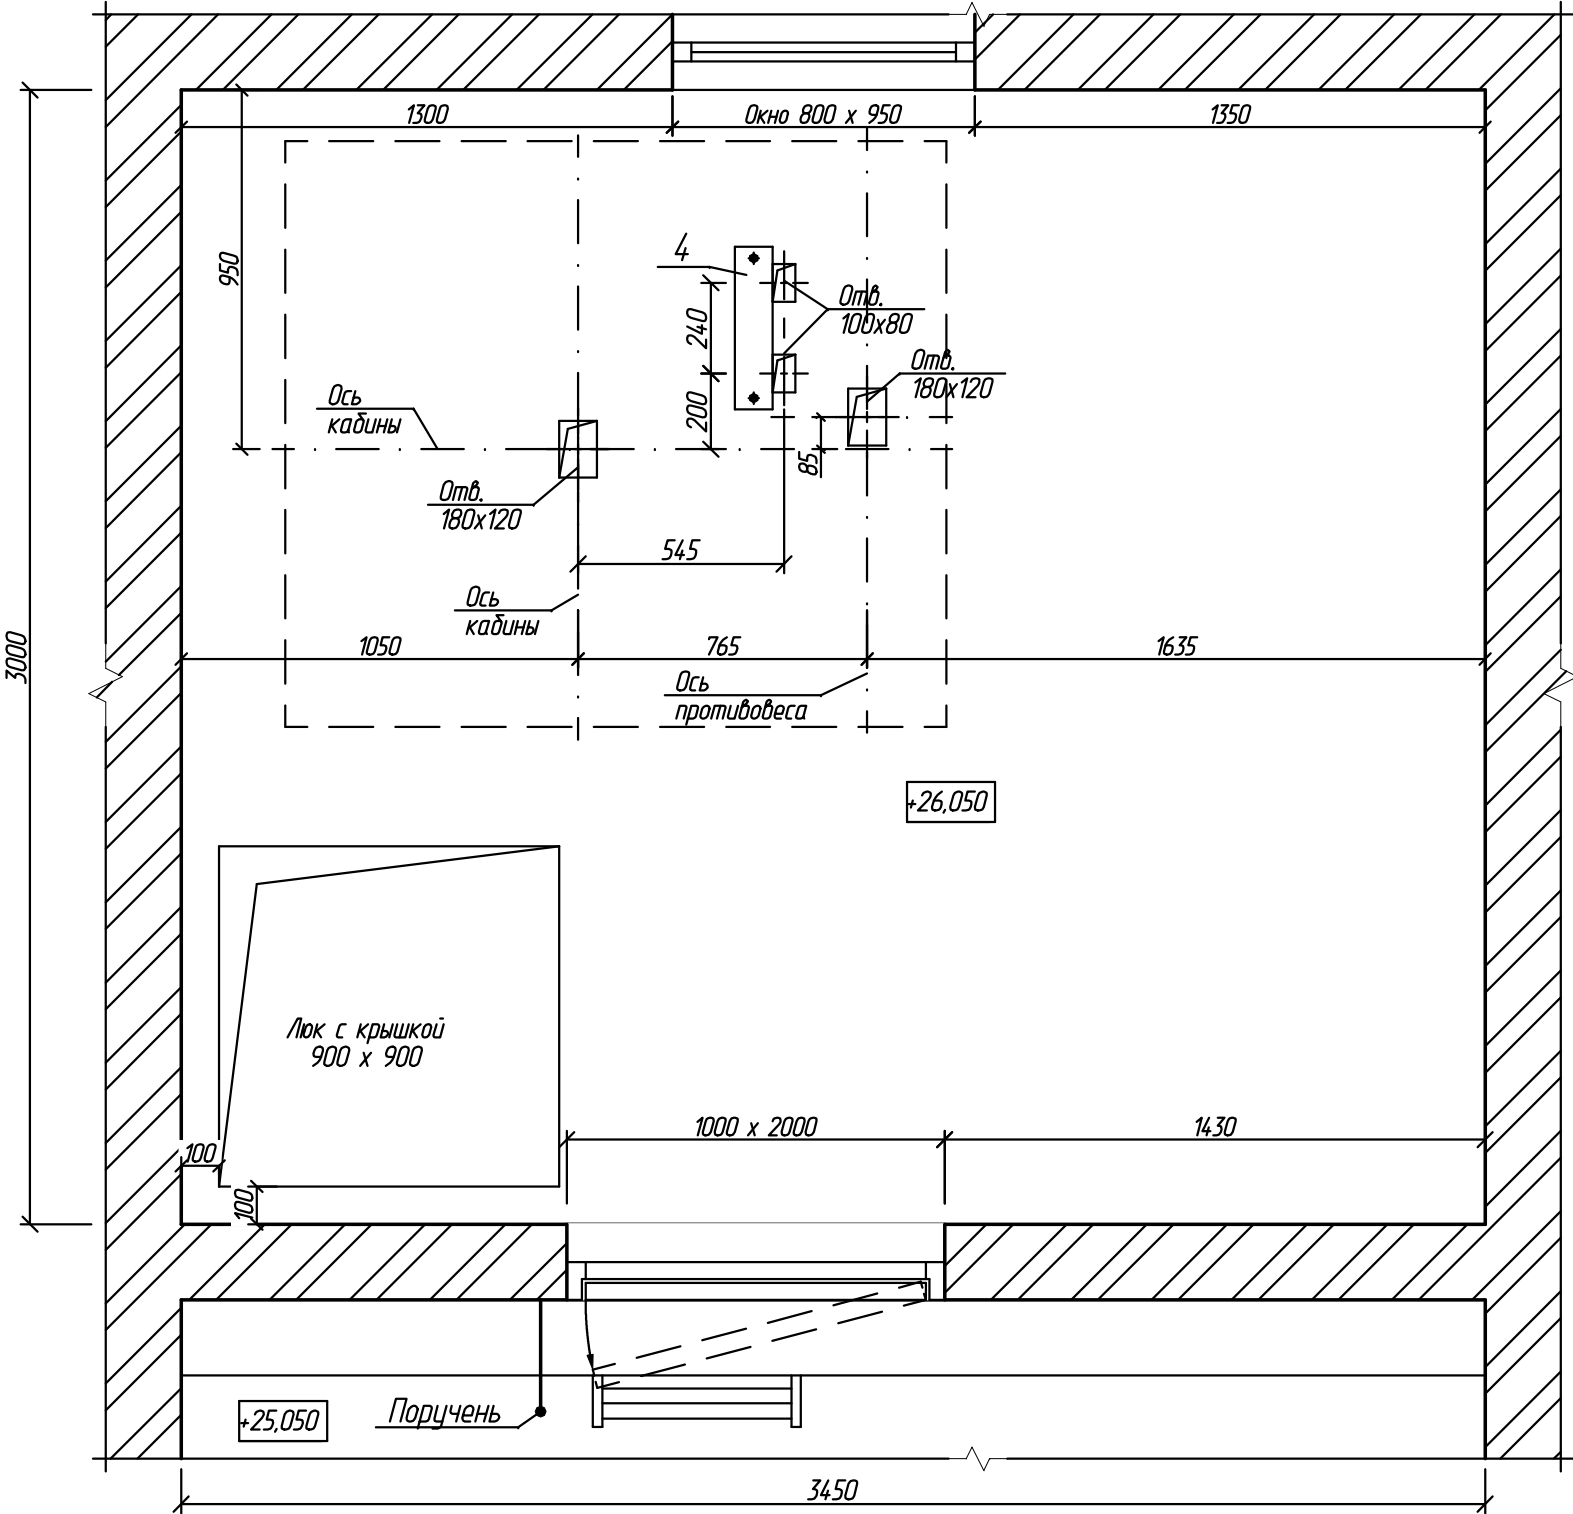 1300
Окно 800 х 950
1350
950
4
Отв.
100х80
240
Отв.
180х120
Ось
кабины
200
85
Отв.
180х120
545
Ось
кабины
3000
1050
765
1635
Ось
противовеса
+26,050
Люк с крышкой
900 х 900
1000 х 2000
1430
100
100
+25,050
Поручень
3450